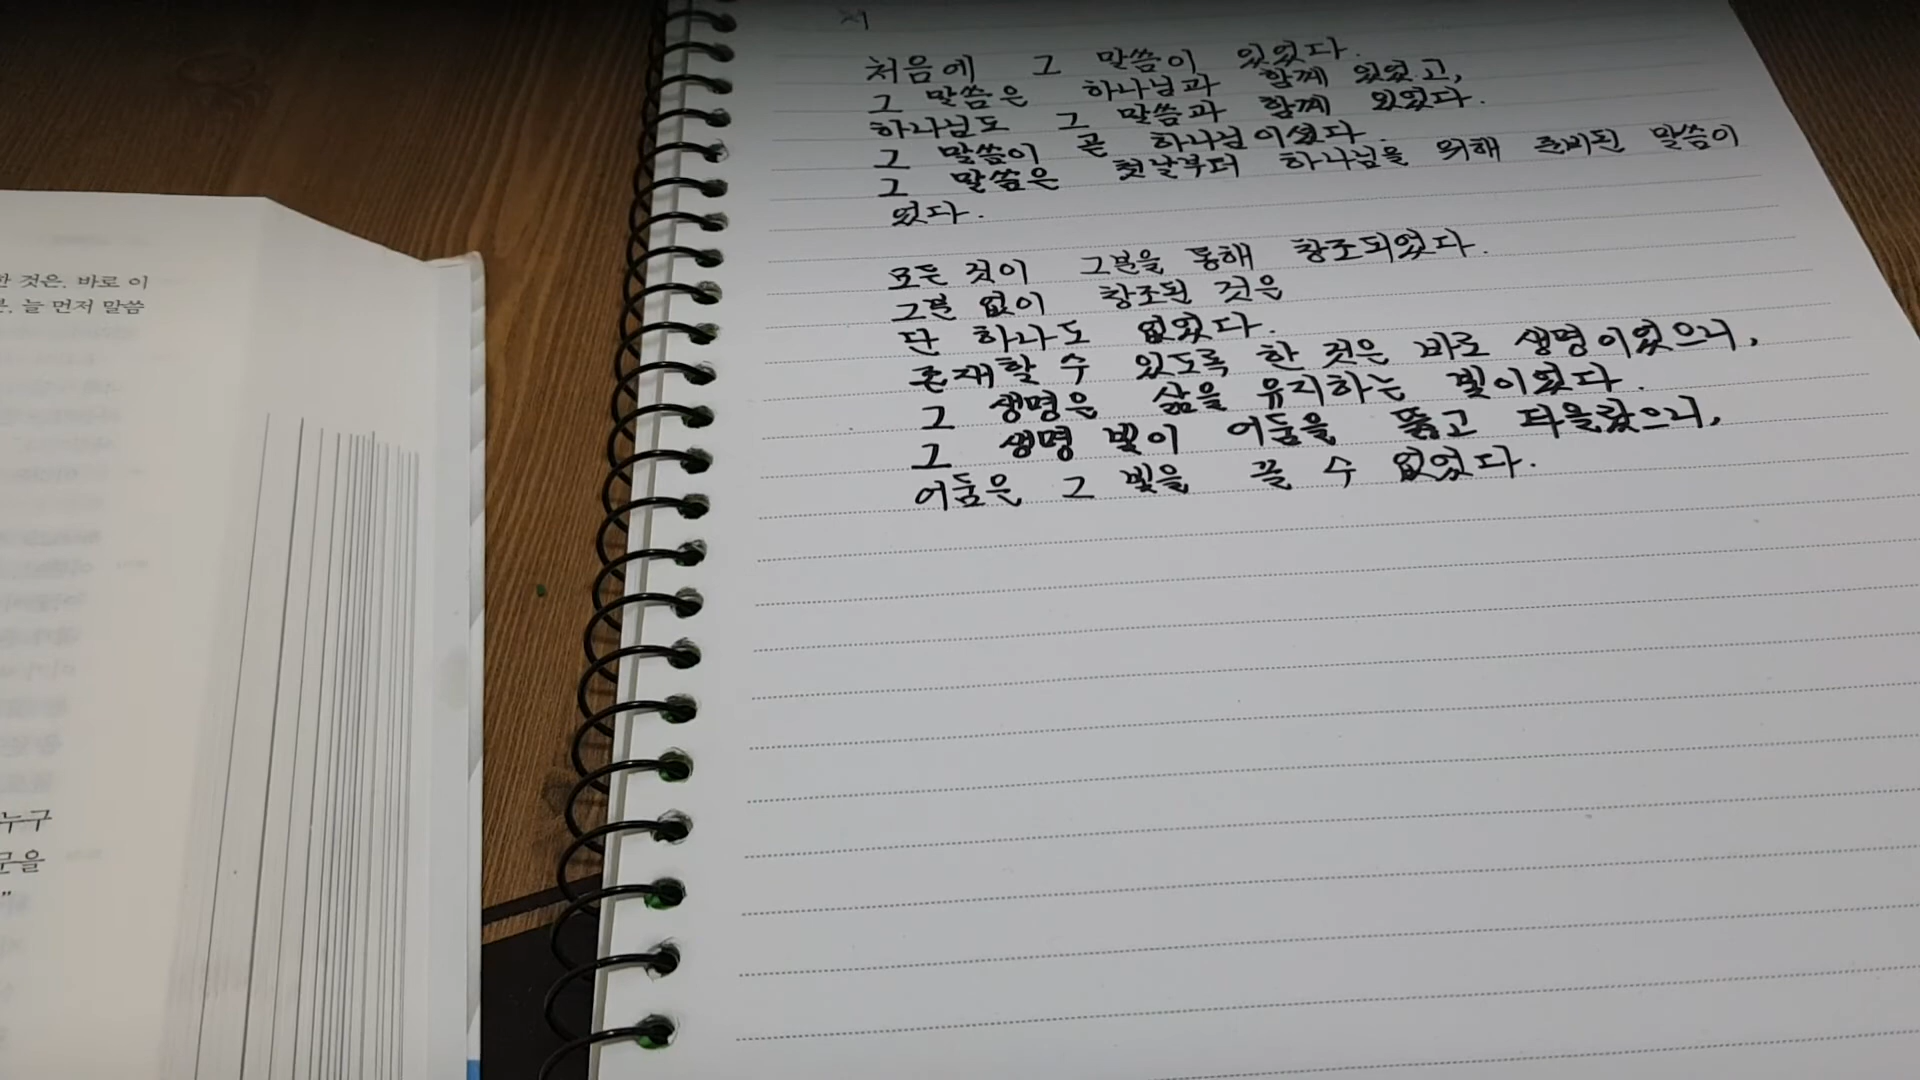 한 것은, 바로 이
늘 먼저 말씀
누구
문을
"
처음에 그 말씀이 있었다.
그 말씀은 하나님과 함께 있었고,
하나님도 그 말씀과 함께 있었다.
그 말씀이 곧 하나님이셨다.
그 말씀은 첫날부터 하나님을 위해 준비된 말씀이
었다.
모든 것이 그분을 통해 창조되었다.
그분 없이 창조된 것은
단 하나도 없었다.
존재할 수 있도록 한 것은 바로 생명이었으니,
그 생명은 삶을 유지하는 빛이었다.
그 생명 빛이 어둠을 뚫고 타올랐으니,
어둠은 그 빛을 끌 수 없었다.